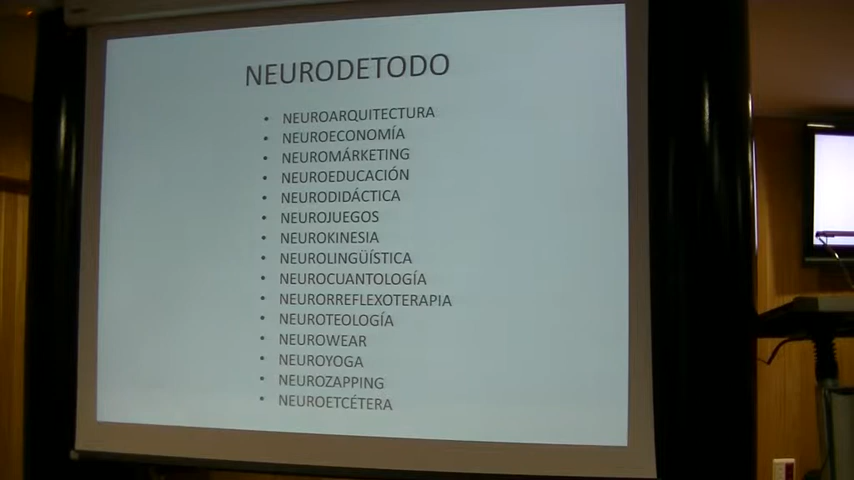 NEURODETODO
• NEUROARQUITECTURA
• NEUROECONOMÍA
• NEUROMÁRKETING
• NEUROEDUCACIÓN
• NEURODIDÁCTICA
• NEUROJUEGOS
• NEUROKINESIA
• NEUROLINGÜÍSTICA
• NEUROCUANTOLOGÍA
• NEURORREFLEXOTERAPIA
• NEUROTEOLOGÍA
• NEUROWEAR
• NEUROYOGA
• NEUROZAPPING
• NEUROETCÉTERA